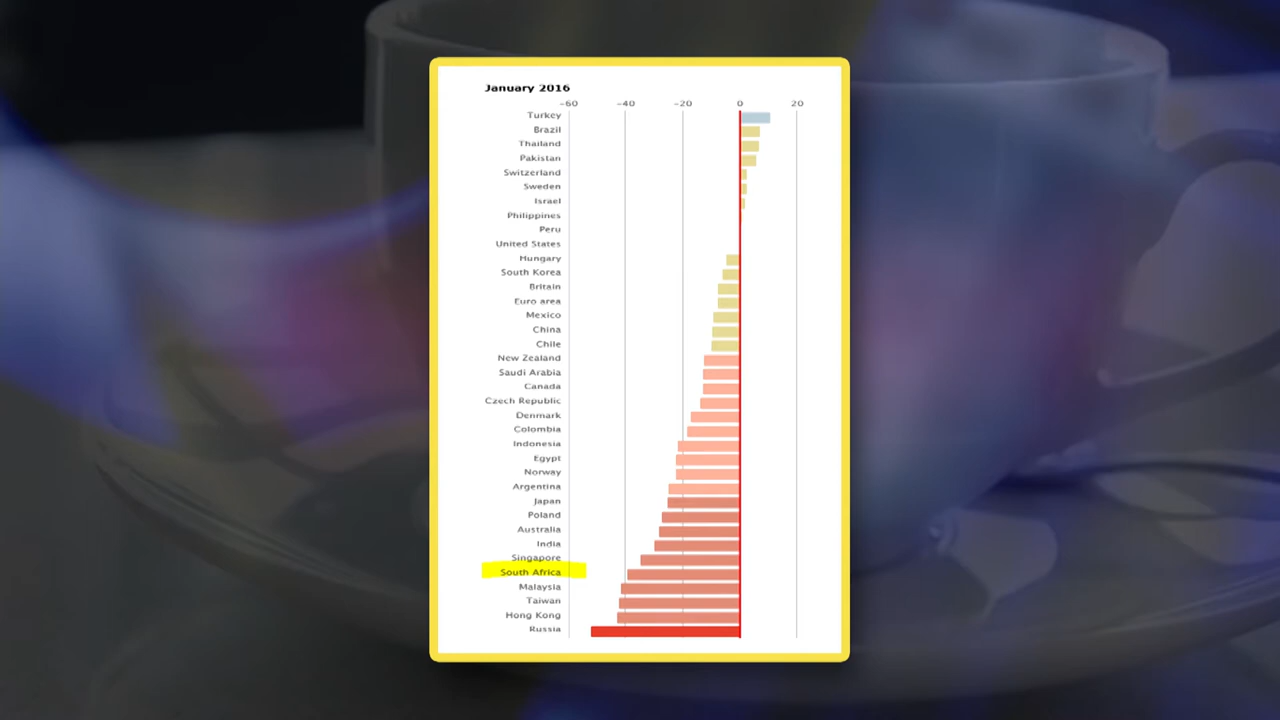 January 2016
-60 -40 -20 0 20
Turkey
Brazil
Thailand
Pakistan
Switzerland
Sweden
Israel
Philippines
Peru
United States
Hungary
South Korea
Britain
Euro area
Mexico
China
Chile
New Zealand
Saudi Arabia
Canada
Czech Republic
Denmark
Colombia
Indonesia
Egypt
Norway
Argentina
Japan
Poland
Australia
India
Singapore
South Africa
Malaysia
Taiwan
Hong Kong
Russia